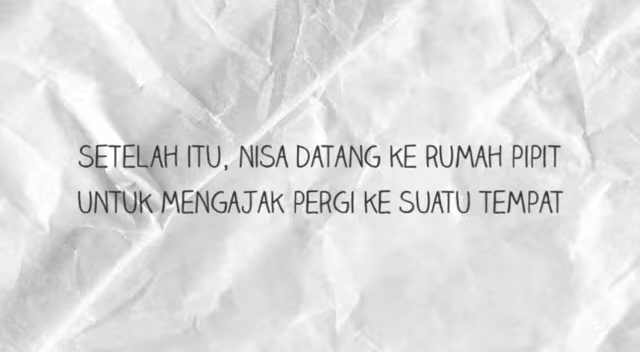 SETELAH ITU, NISA DATANG KE RUMAH PIPIT
UNTUK MENGAJAK PERGI KE SUATU TEMPAT